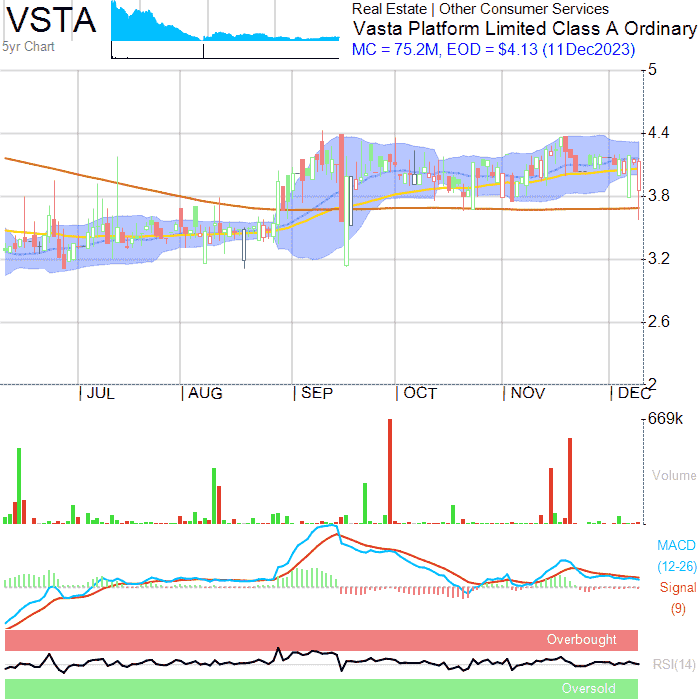 VSTA
5yr Chart
Real Estate | Other Consumer Services
Vasta Platform Limited Class A Ordinary
MC = 75.2M, EOD = $4.13 (11Dec2023)
5
4.4
3.8
3.2
2.6
2
JUL AUG SEP OCT NOV DEC
669k
Volume
MACD
(12-26)
Signal
(9)
Overbought
RSI(14)
Oversold